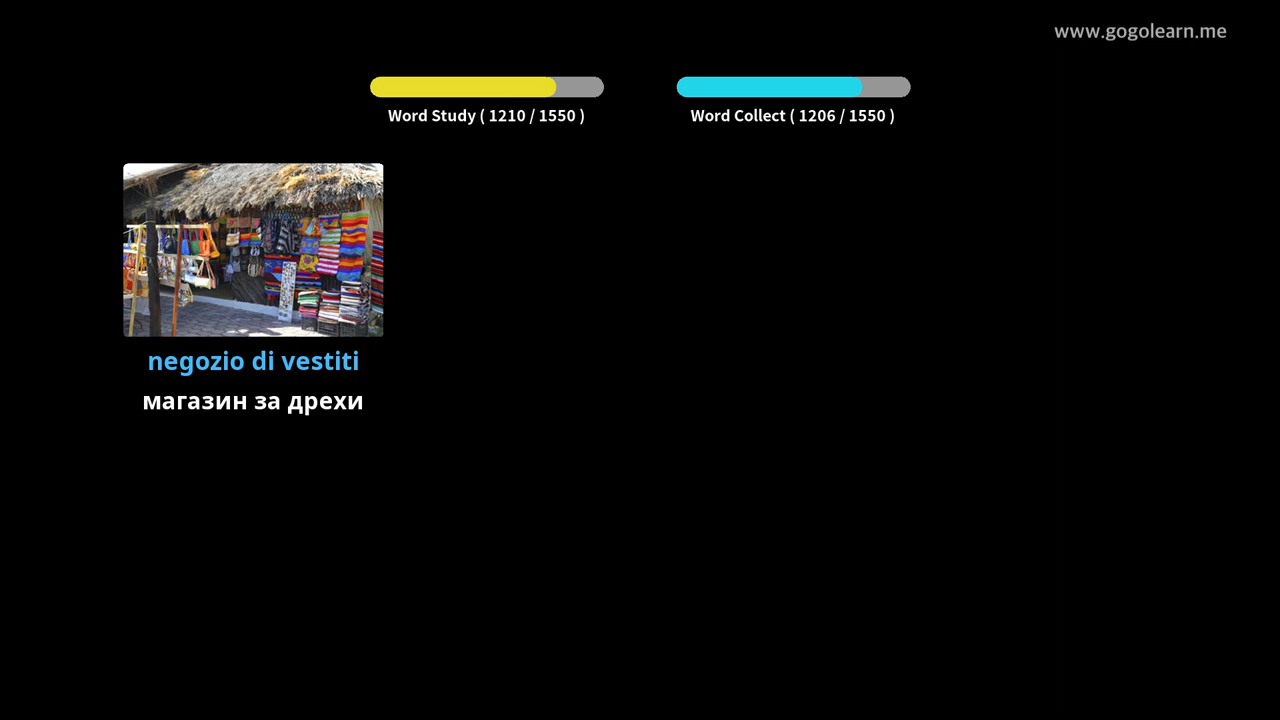 www.gogolearn.me
Word Study ( 1210 / 1550 )
Word Collect ( 1206 / 1550 )
negozio di vestiti
магазин за дрехи